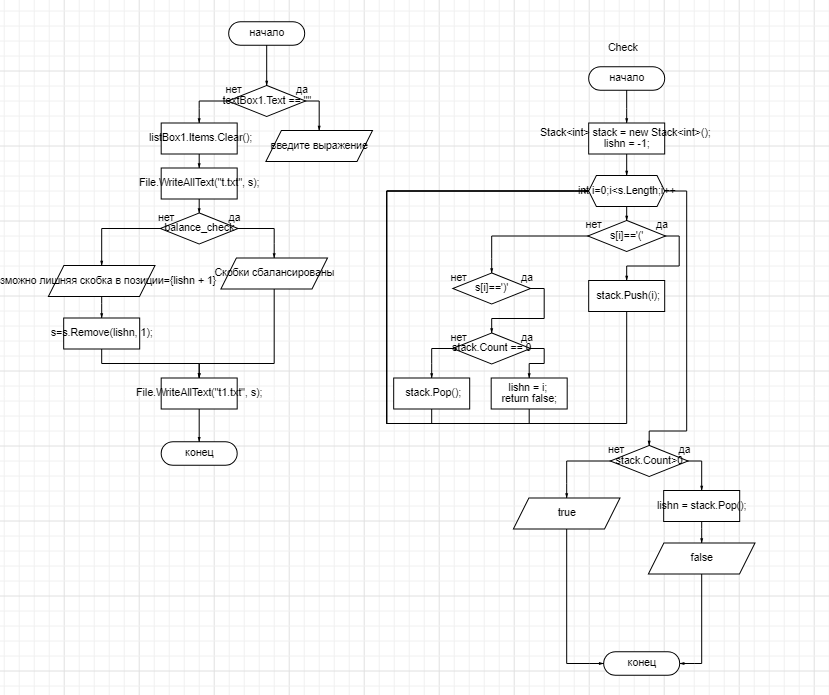 начало
нет
да
textBox1.Text == ""
listBox1.Items.Clear();
введите выражение
File.WriteAllText("t.txt", s);
нет
да
balance_check
зможно лишняя скобка в позиции={lishn + 1}
Скобки сбалансированы
s=s.Remove(lishn, 1);
File.WriteAllText("t1.txt", s);
конец
Check
начало
Stack<int> stack = new Stack<int>();
lishn = -1;
int i=0;i<s.Length;i++
нет
да
s[i]=='('
нет
да
s[i]==')'
stack.Push(i);
нет
да
stack.Count == 0
stack.Pop();
lishn = i;
return false;
нет
да
stack.Count>0
true
lishn = stack.Pop();
false
конец